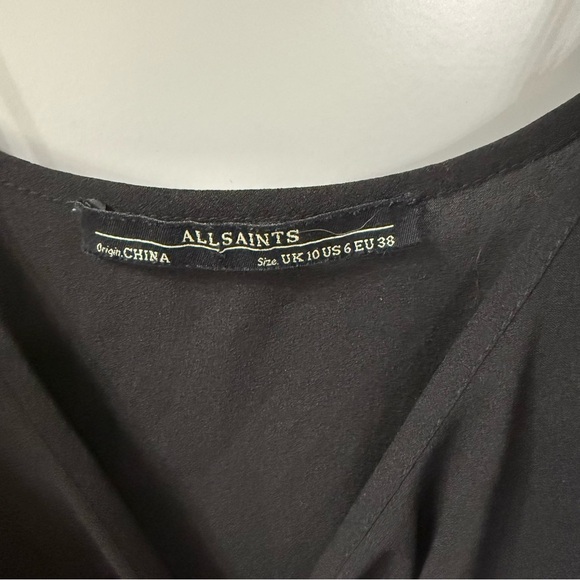 ALLSAINTS
Origin. CHINA Size. UK 10 US 6 EU 38